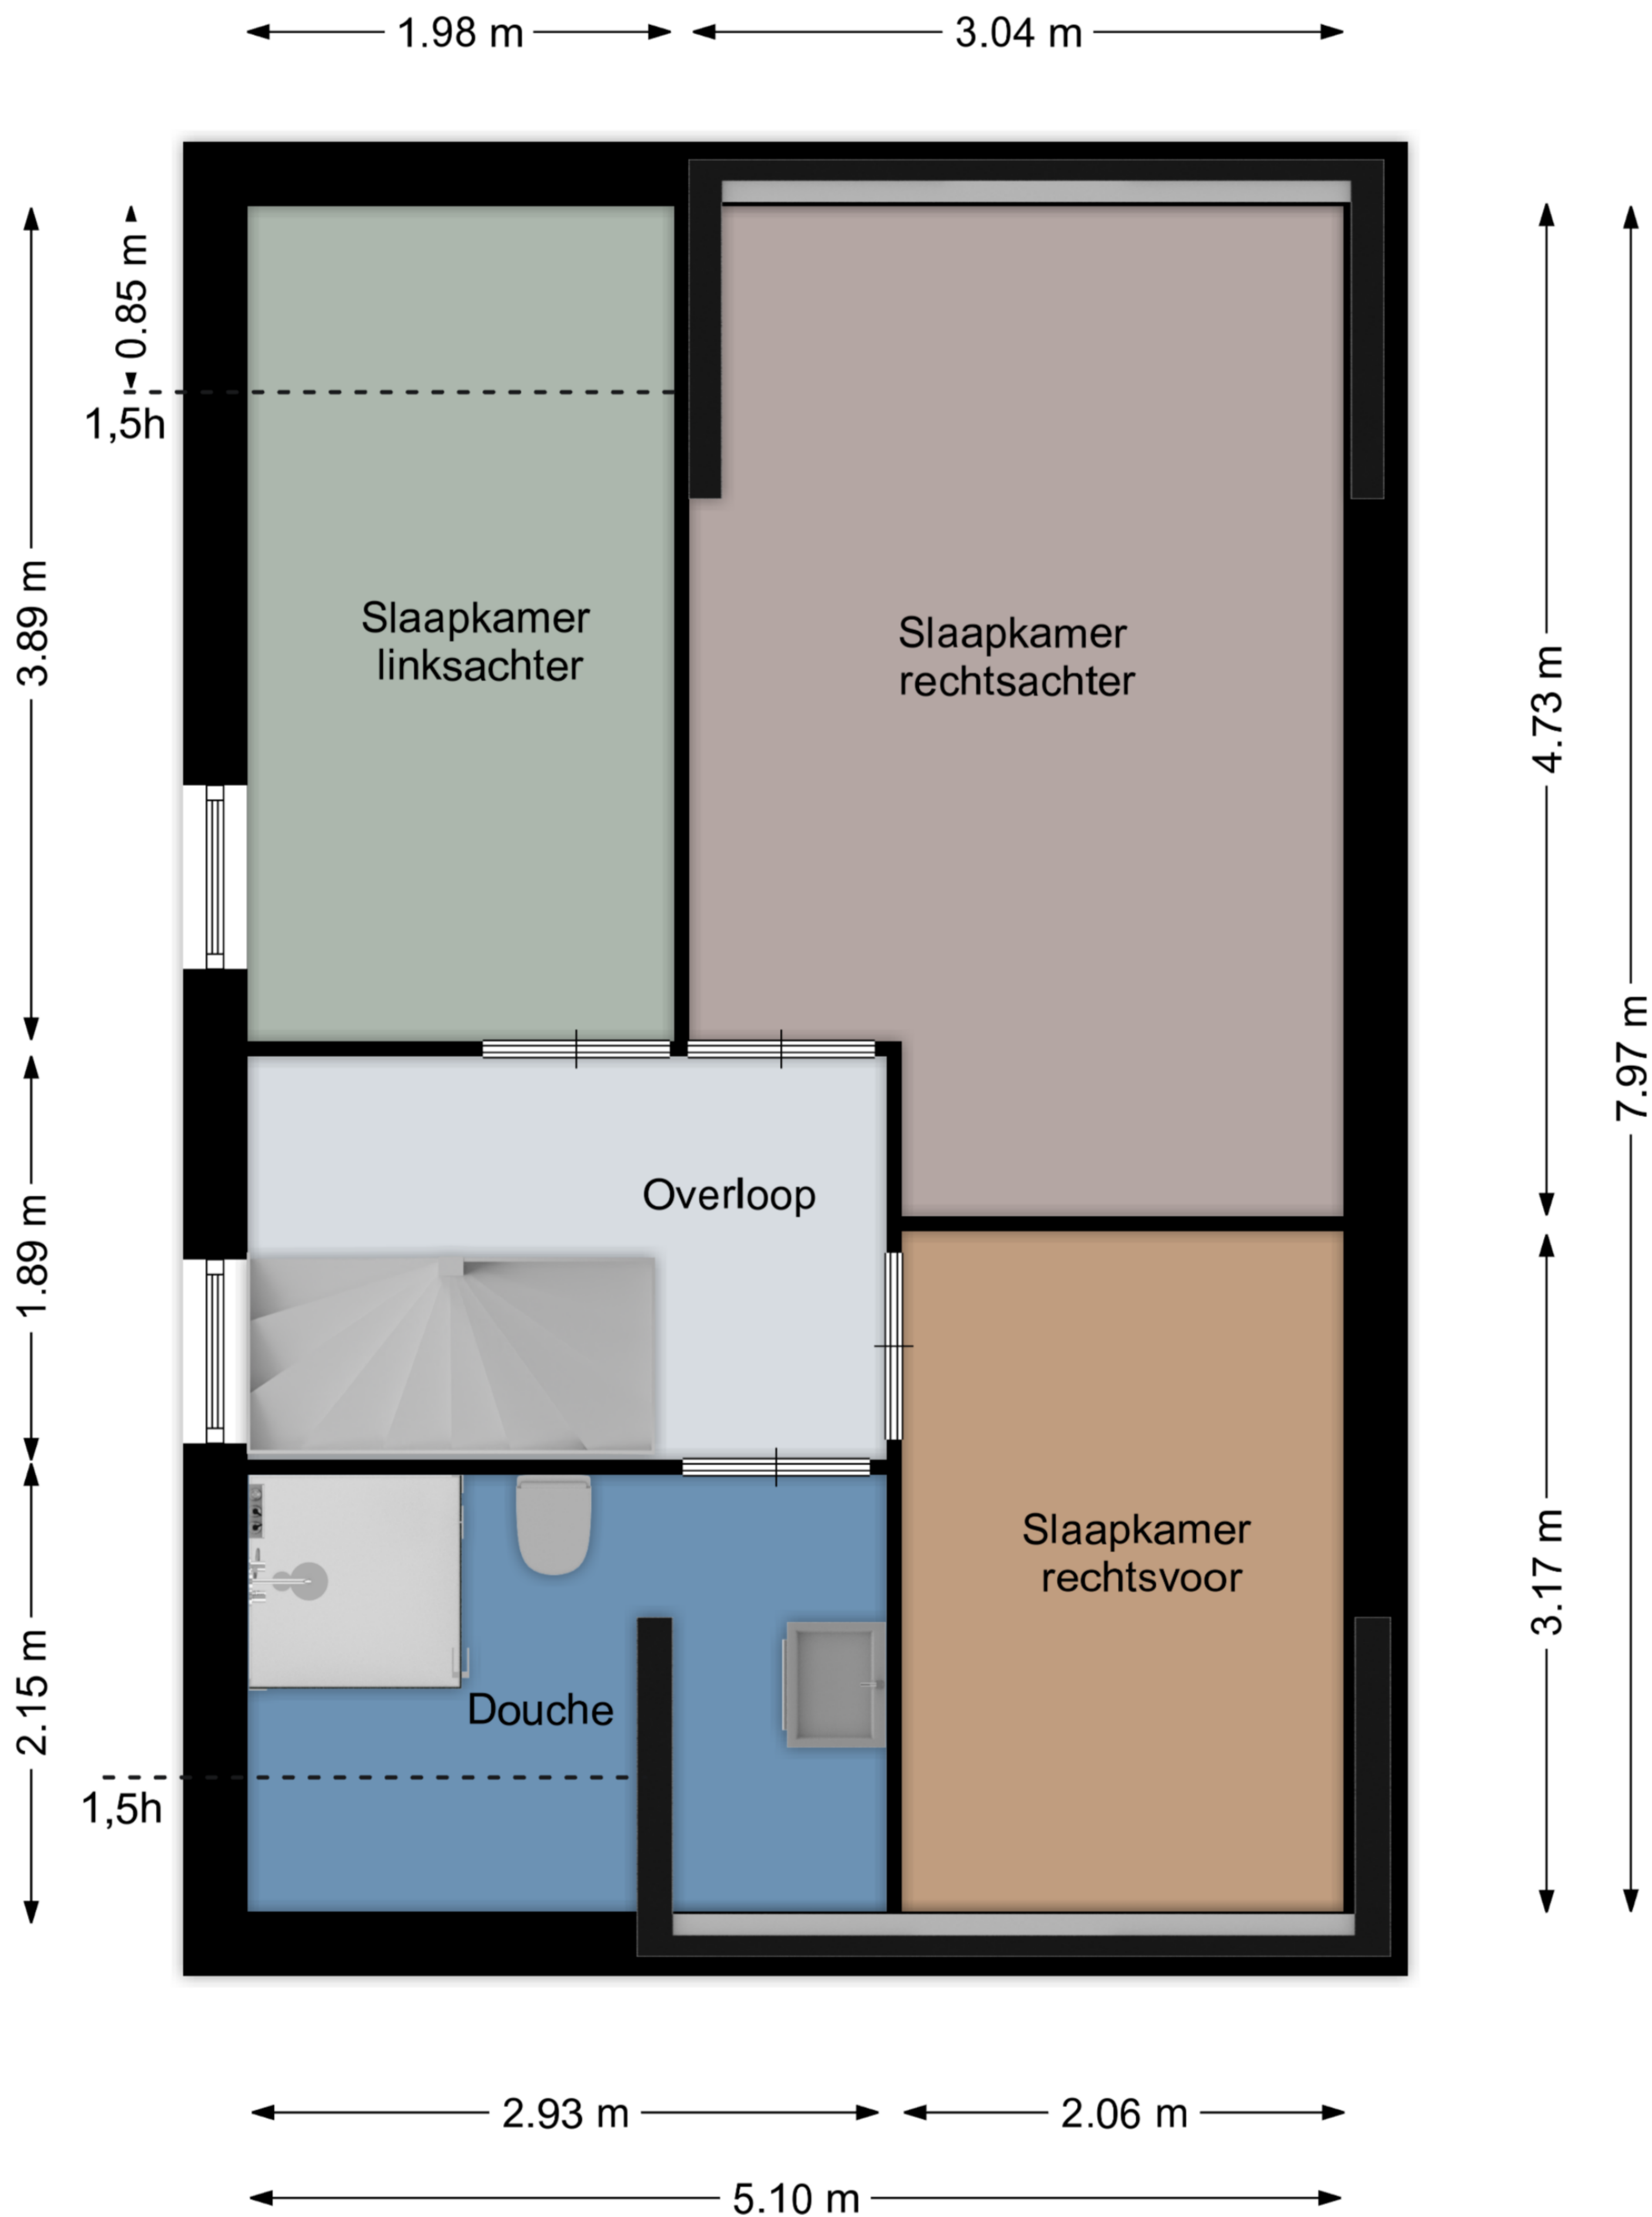 1.98 m
3.04 m
0.85 m
1,5h
3.89 m
Slaapkamer
linksachter
Slaapkamer
rechtsachter
4.73 m
7.97 m
Overloop
1.89 m
Slaapkamer
rechtsvoor
3.17 m
2.15 m
Douche
1,5h
2.93 m
2.06 m
5.10 m